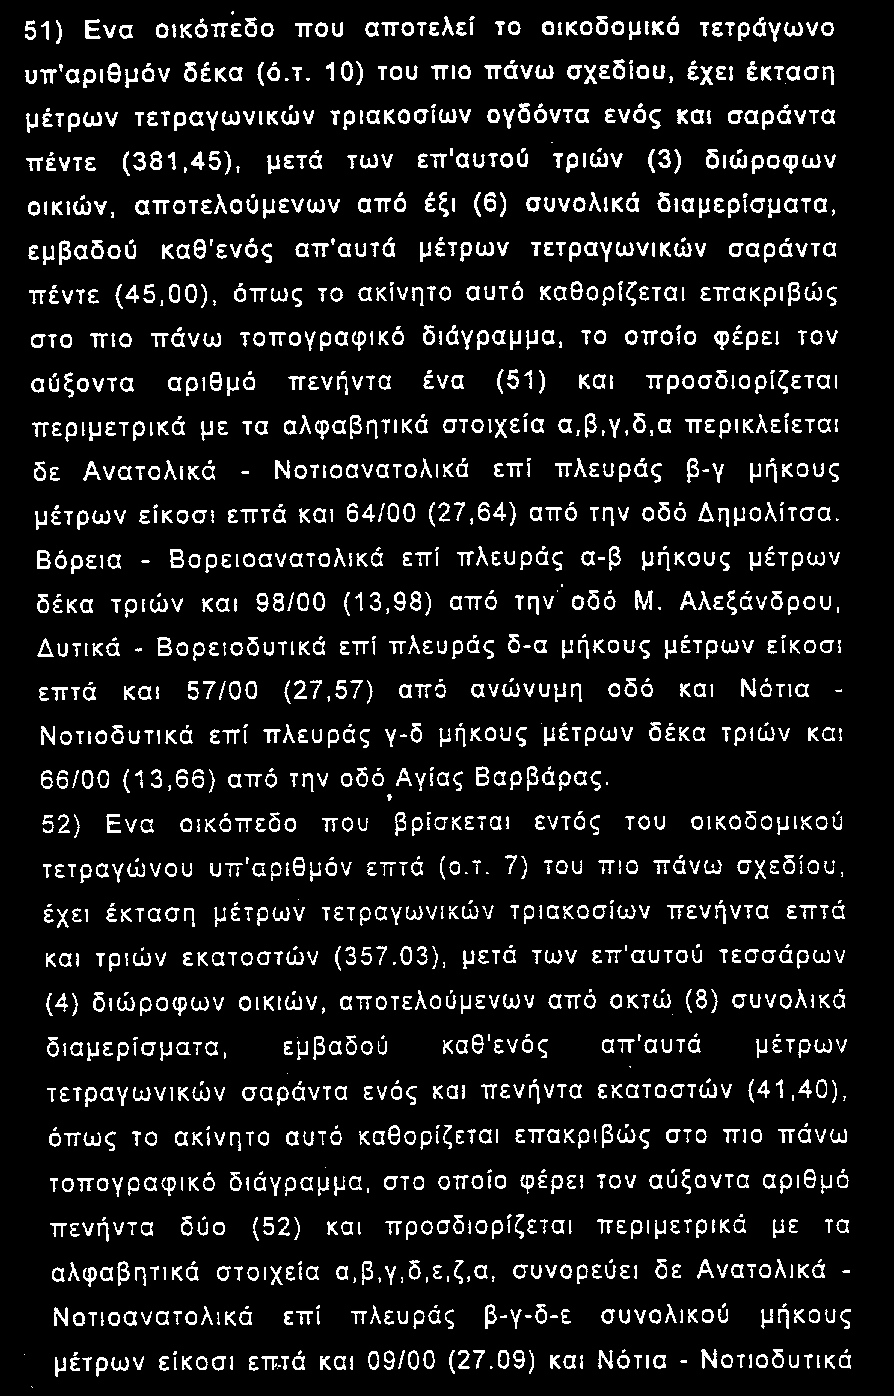 51) Ενα οικόπεδο που αποτελεί το οικοδομικό τετράγωνο
υπ'αριθμόν δέκα (ό.τ. 10) του πιο πάνω σχεδίου, έχει έκταση
μέτρων τετραγωνικών τριακοσίων ογδόντα ενός και σαράντα
πέντε (381,45), μετά των επ'αυτού τριών (3) διώροφων
οικιών, αποτελούμενων από έξι (6) συνολικά διαμερίσματα,
εμβαδού καθ'ενός απ'αυτά μέτρων τετραγωνικών σαράντα
πέντε (45,00), όπως το ακίνητο αυτό καθορίζεται επακριβώς
στο πιο πάνω τοπογραφικό διάγραμμα, το οποίο φέρει τον
αύξοντα αριθμό πενήντα ένα (51) και προσδιορίζεται
περιμετρικά με τα αλφαβητικά στοιχεία α,β,γ,δ,α περικλείεται
δε Ανατολικά - Νοτιοανατολικά επί πλευράς β-γ μήκους
μέτρων είκοσι επτά και 64/00 (27,64) από την οδό Δημολίτσα.
Βόρεια - Βορειοανατολικά επί πλευράς α-β μήκους μέτρων
δέκα τριών και 98/00 (13,98) από την οδό Μ. Αλεξάνδρου,
Δυτικά - Βορειοδυτικά επί πλευράς δ-α μήκους μέτρων είκοσι
επτά και 57/00 (27,57) από ανώνυμη οδό και Νότια -
Νοτιοδυτικά επί πλευράς γ-δ μήκους μέτρων δέκα τριών και
66/00 (13,66) από την οδό Αγίας Βαρβάρας.
52) Ενα οικόπεδο που βρίσκεται εντός του οικοδομικού
τετραγώνου υπ'αριθμόν επτά (ο.τ. 7) του πιο πάνω σχεδίου,
έχει έκταση μέτρων τετραγωνικών τριακοσίων πενήντα επτά
και τριών εκατοστών (357.03), μετά των επ'αυτού τεσσάρων
(4) διώροφων οικιών, αποτελούμενων από οκτώ (8) συνολικά
διαμερίσματα, εμβαδού καθ'ενός απ'αυτά μέτρων
τετραγωνικών σαράντα ενός και πενήντα εκατοστών (41,40),
όπως το ακίνητο αυτό καθορίζεται επακριβώς στο πιο πάνω
τοπογραφικό διάγραμμα, στο οποίο φέρει τον αύξοντα αριθμό
πενήντα δύο (52) και προσδιορίζεται περιμετρικά με τα
αλφαβητικά στοιχεία α,β,γ,δ,ε,ζ,α, συνορεύει δε Ανατολικά -
Νοτιοανατολικά επί πλευράς β-γ-δ-ε συνολικού μήκους
μέτρων είκοσι επτά και 09/00 (27.09) και Νότια - Νοτιοδυτικά